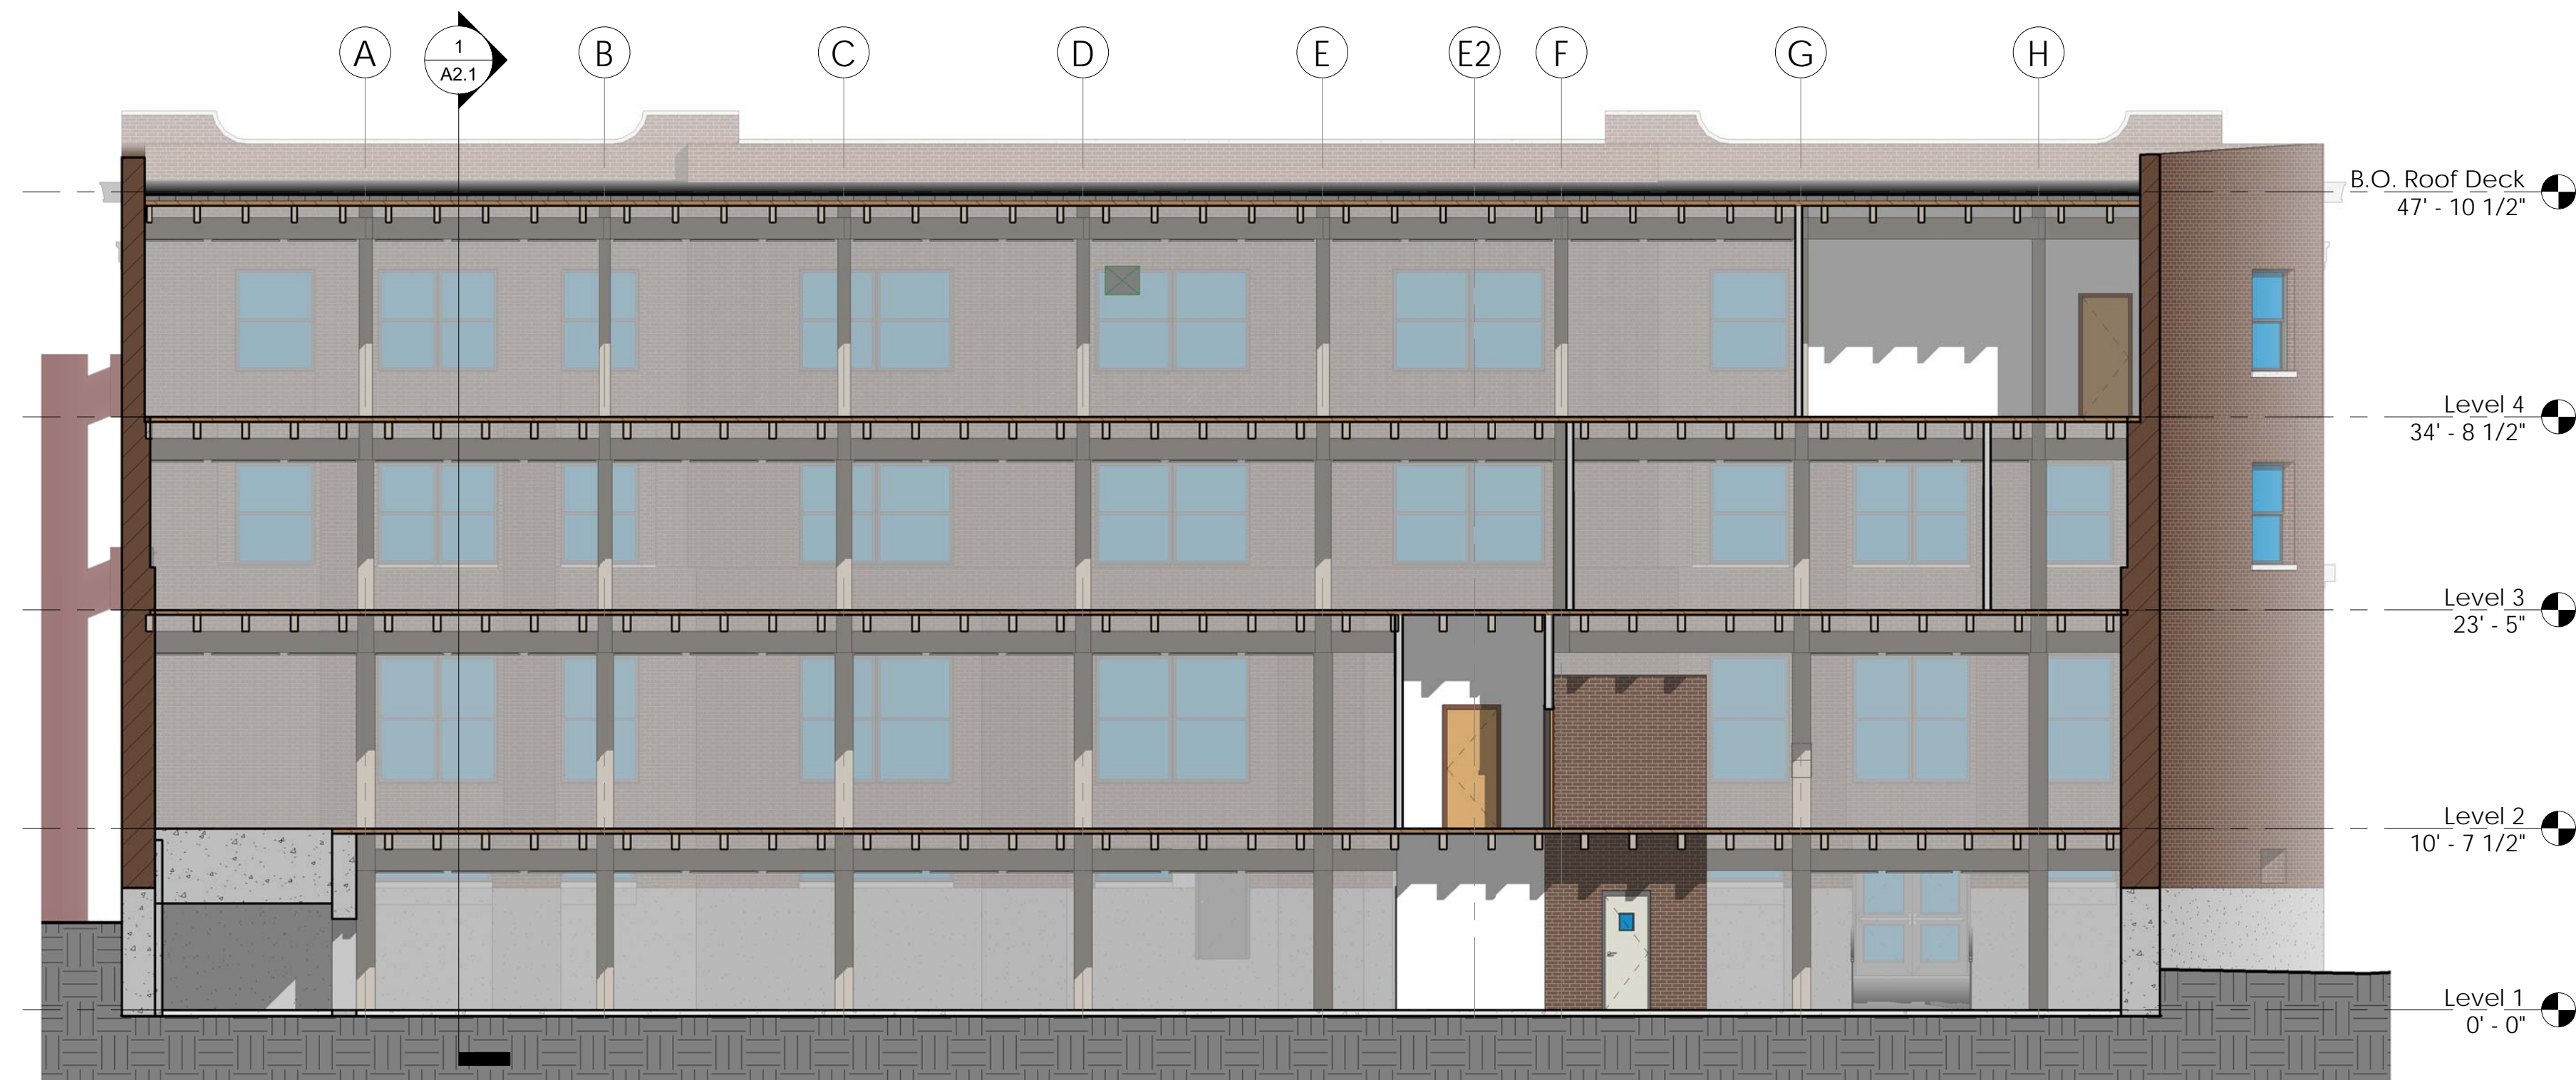 A
1
A2.1
B
C
D
E
E2
F
G
H
B.O. Roof Deck
47' - 10 1/2"
Level 4
34' - 8 1/2"
Level 3
23' - 5"
Level 2
10' - 7 1/2"
Level 1
0' - 0"